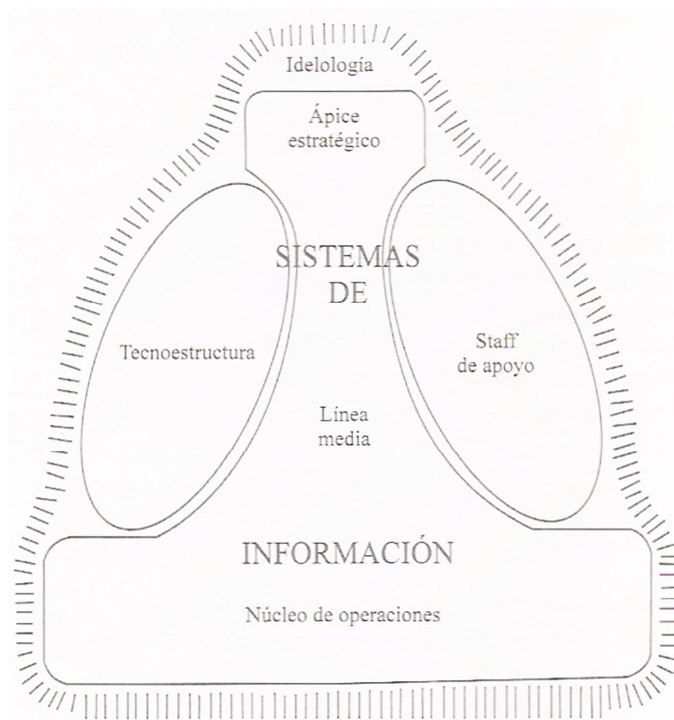 Idelología
Ápice
estratégico
SISTEMAS
DE
Tecnoestructura
Staff
de apoyo
Línea
media
INFORMACIÓN
Núcleo de operaciones